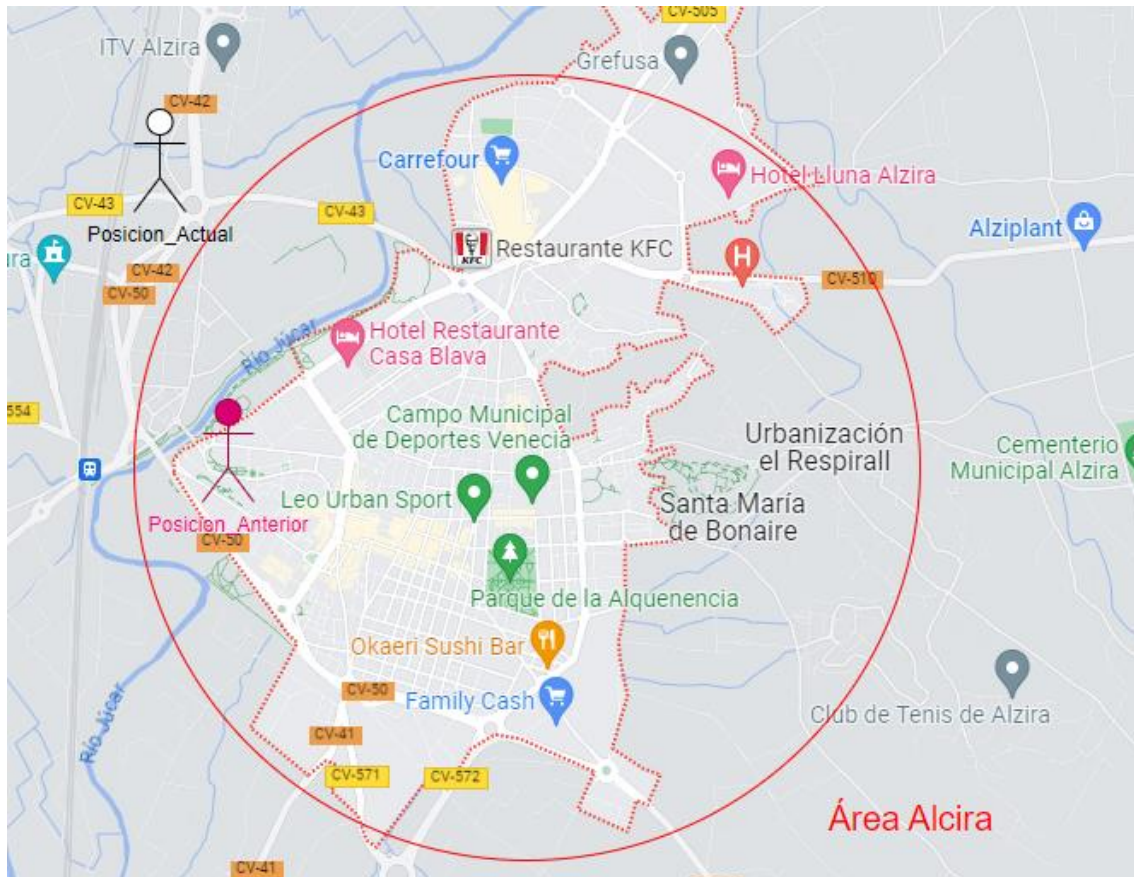 CV-505
ITV Alzira
Grefusa
CV-42
Carrefour
Hotel Lluna Alzira
CV-43
CV-43
Posicion_Actual
Alziplant
KFC
Restaurante KFC
H
ura
CV-42
CV-510
CV-50
Río Júcar
Hotel Restaurante
Casa Blava
554
Campo Municipal
de Deportes Venecia
Urbanización
el Respirall
Cementerio
Municipal Alzira
Leo Urban Sport
Santa María
de Bonaire
Posicion_Anterior
CV-50
Parque de la Alquenencia
Okaeri Sushi Bar
CV-50
Family Cash
Río Júcar
Club de Tenis de Alzira
CV-41
CV-571
CV-572
Área Alcira
CV-41